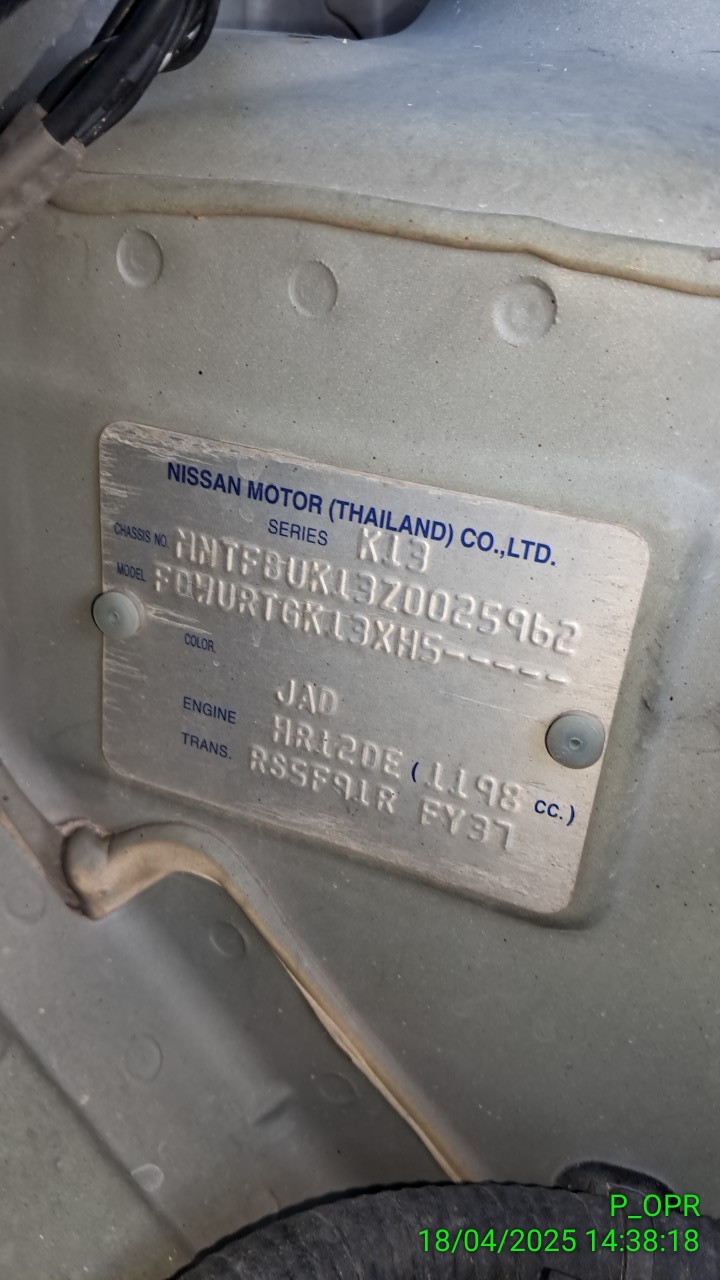 NISSAN MOTOR (THAILAND) CO.,LTD.
SERIES K13
CHASSIS NO. MNTFBUK13Z0025962
MODEL FDWURTGK13XH5-----
COLOR
JAD
ENGINE HR12DE (1198 CC.)
TRANS. RS5F91R FY37
P_OPR
18/04/2025 14:38:18